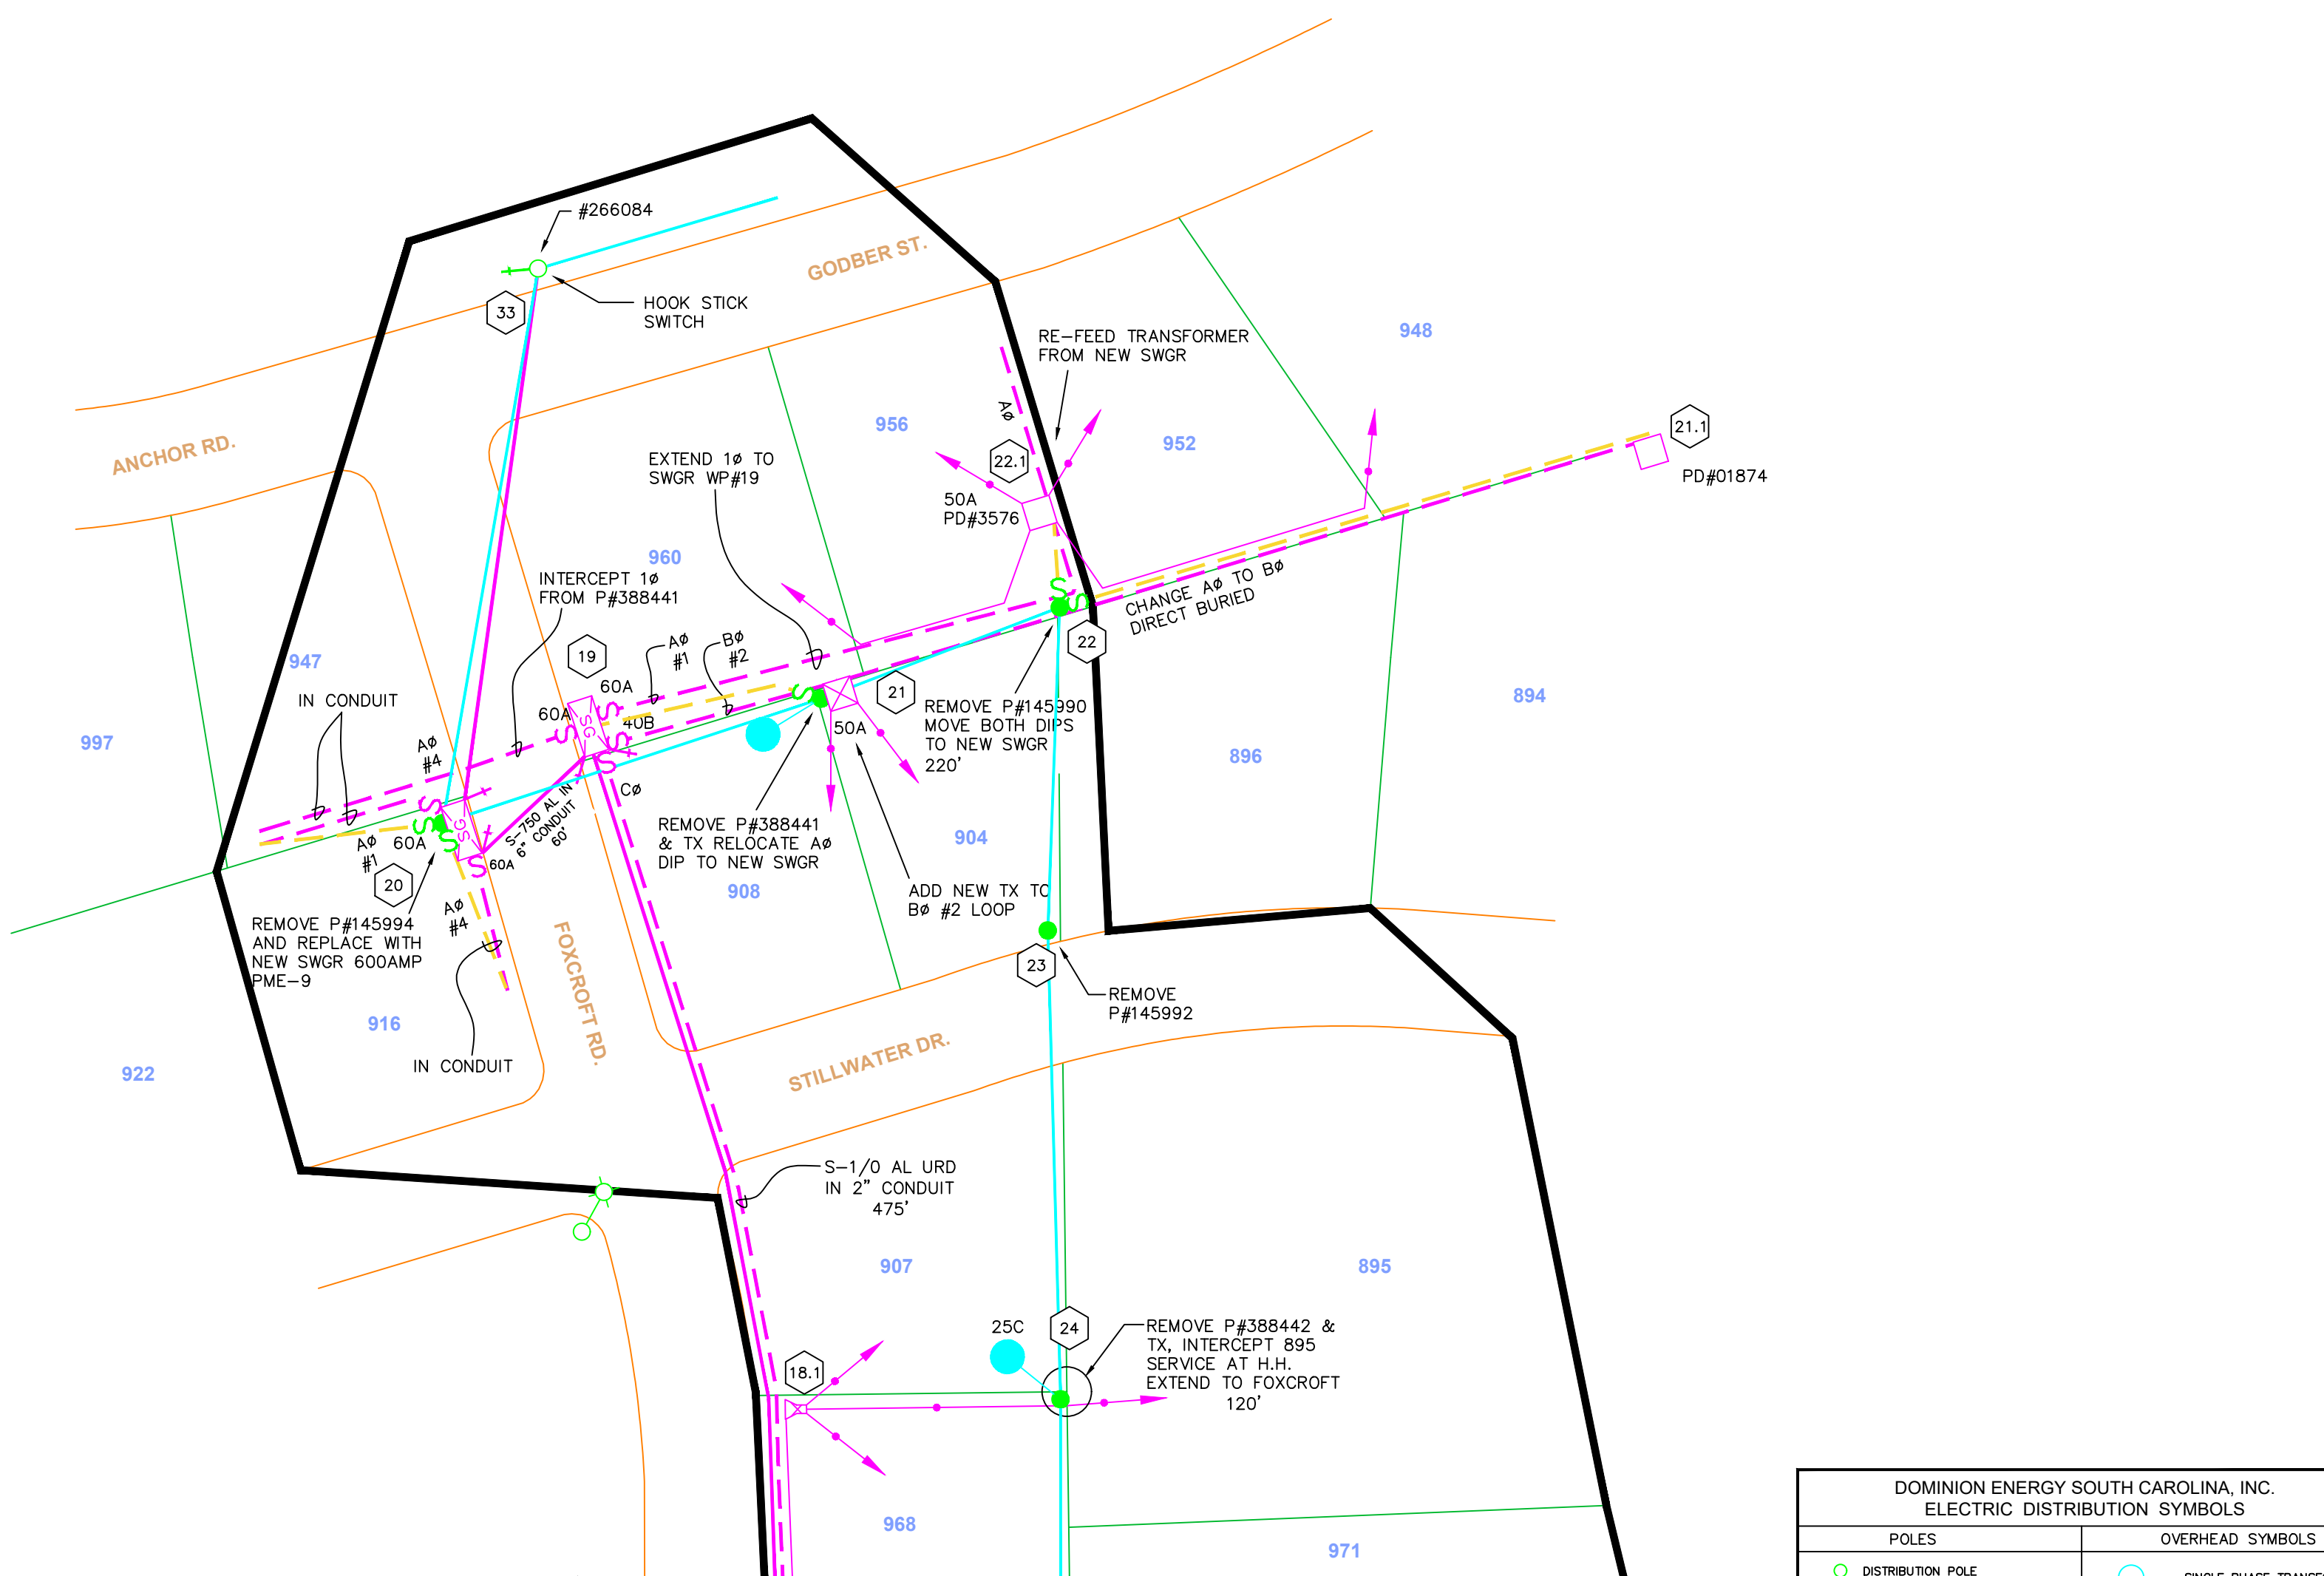 #266084
GODBER ST.
33
HOOK STICK
SWITCH
RE-FEED TRANSFORMER
FROM NEW SWGR
948
ANCHOR RD.
AØ
956
952
21.1
EXTEND 1ø TO
SWGR WP#19
22.1
PD#01874
50A
PD#3576
960
INTERCEPT 1ø
FROM P#388441
CHANGE AØ TO BØ
DIRECT BURIED
19
AØ
#1
BØ
#2
22
947
IN CONDUIT
60A
60A
SG
40B
21
50A
REMOVE P#145990
MOVE BOTH DIPS
TO NEW SWGR
220'
894
997
896
AØ
#4
CØ
S-750 AL IN
6" CONDUIT
60'
SG
REMOVE P#388441
& TX RELOCATE AØ
DIP TO NEW SWGR
904
AØ
#1
60A
60A
20
908
ADD NEW TX TO
BØ #2 LOOP
AØ
#4
REMOVE P#145994
AND REPLACE WITH
NEW SWGR 600AMP
PME-9
FOXCROFT RD.
23
REMOVE
P#145992
916
IN CONDUIT
922
STILLWATER DR.
S-1/0 AL URD
IN 2" CONDUIT
475'
907
895
25C
24
REMOVE P#388442 &
TX, INTERCEPT 895
SERVICE AT H.H.
EXTEND TO FOXCROFT
120'
18.1
968
971
DOMINION ENERGY SOUTH CAROLINA, INC.
ELECTRIC DISTRIBUTION SYMBOLS
POLES
OVERHEAD SYMBOLS
DISTRIBUTION POLE
SINGLE PHASE